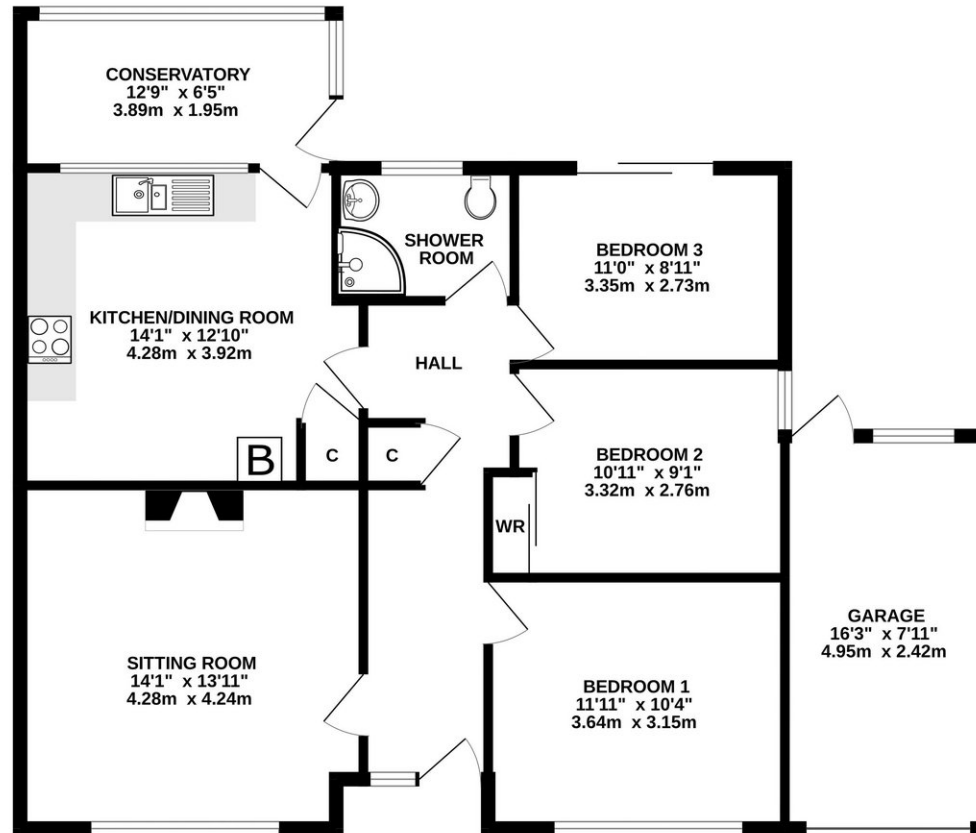 CONSERVATORY
12'9" x 6'5"
3.89m x 1.95m
SHOWER
ROOM
BEDROOM 3
11'0" x 8'11"
3.35m x 2.73m
KITCHEN/DINING ROOM
14'1" x 12'10"
4.28m x 3.92m
HALL
B
C
C
BEDROOM 2
10'11" x 9'1"
3.32m x 2.76m
WR
SITTING ROOM
14'1" x 13'11"
4.28m x 4.24m
BEDROOM 1
11'11" x 10'4"
3.64m x 3.15m
GARAGE
16'3" x 7'11"
4.95m x 2.42m